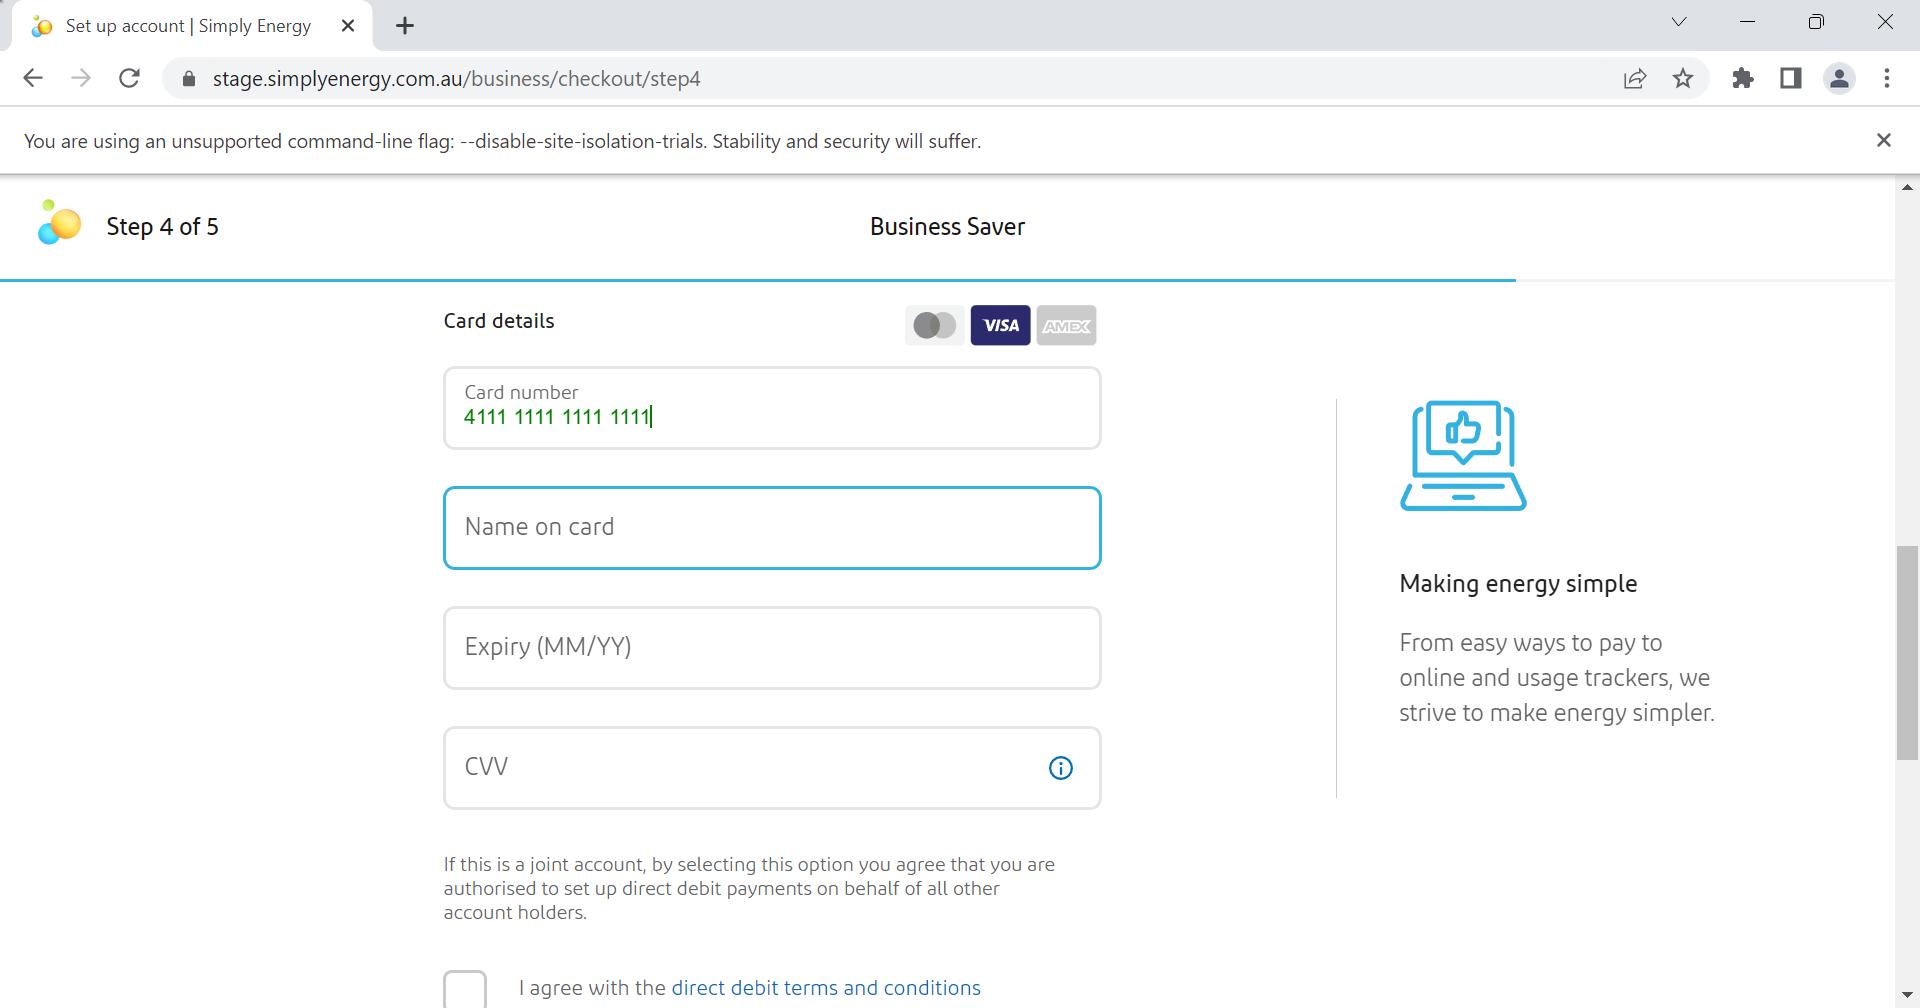 Set up account | Simply Energy
stage.simplyenergy.com.au/business/checkout/step4
You are using an unsupported command-line flag: --disable-site-isolation-trials. Stability and security will suffer.
Step 4 of 5
Business Saver
Card details
VISA
AMEX
Card number
4111 1111 1111 1111
Name on card
Expiry (MM/YY)
CVV
If this is a joint account, by selecting this option you agree that you are
authorised to set up direct debit payments on behalf of all other
account holders.
I agree with the direct debit terms and conditions
Making energy simple
From easy ways to pay to
online and usage trackers, we
strive to make energy simpler.